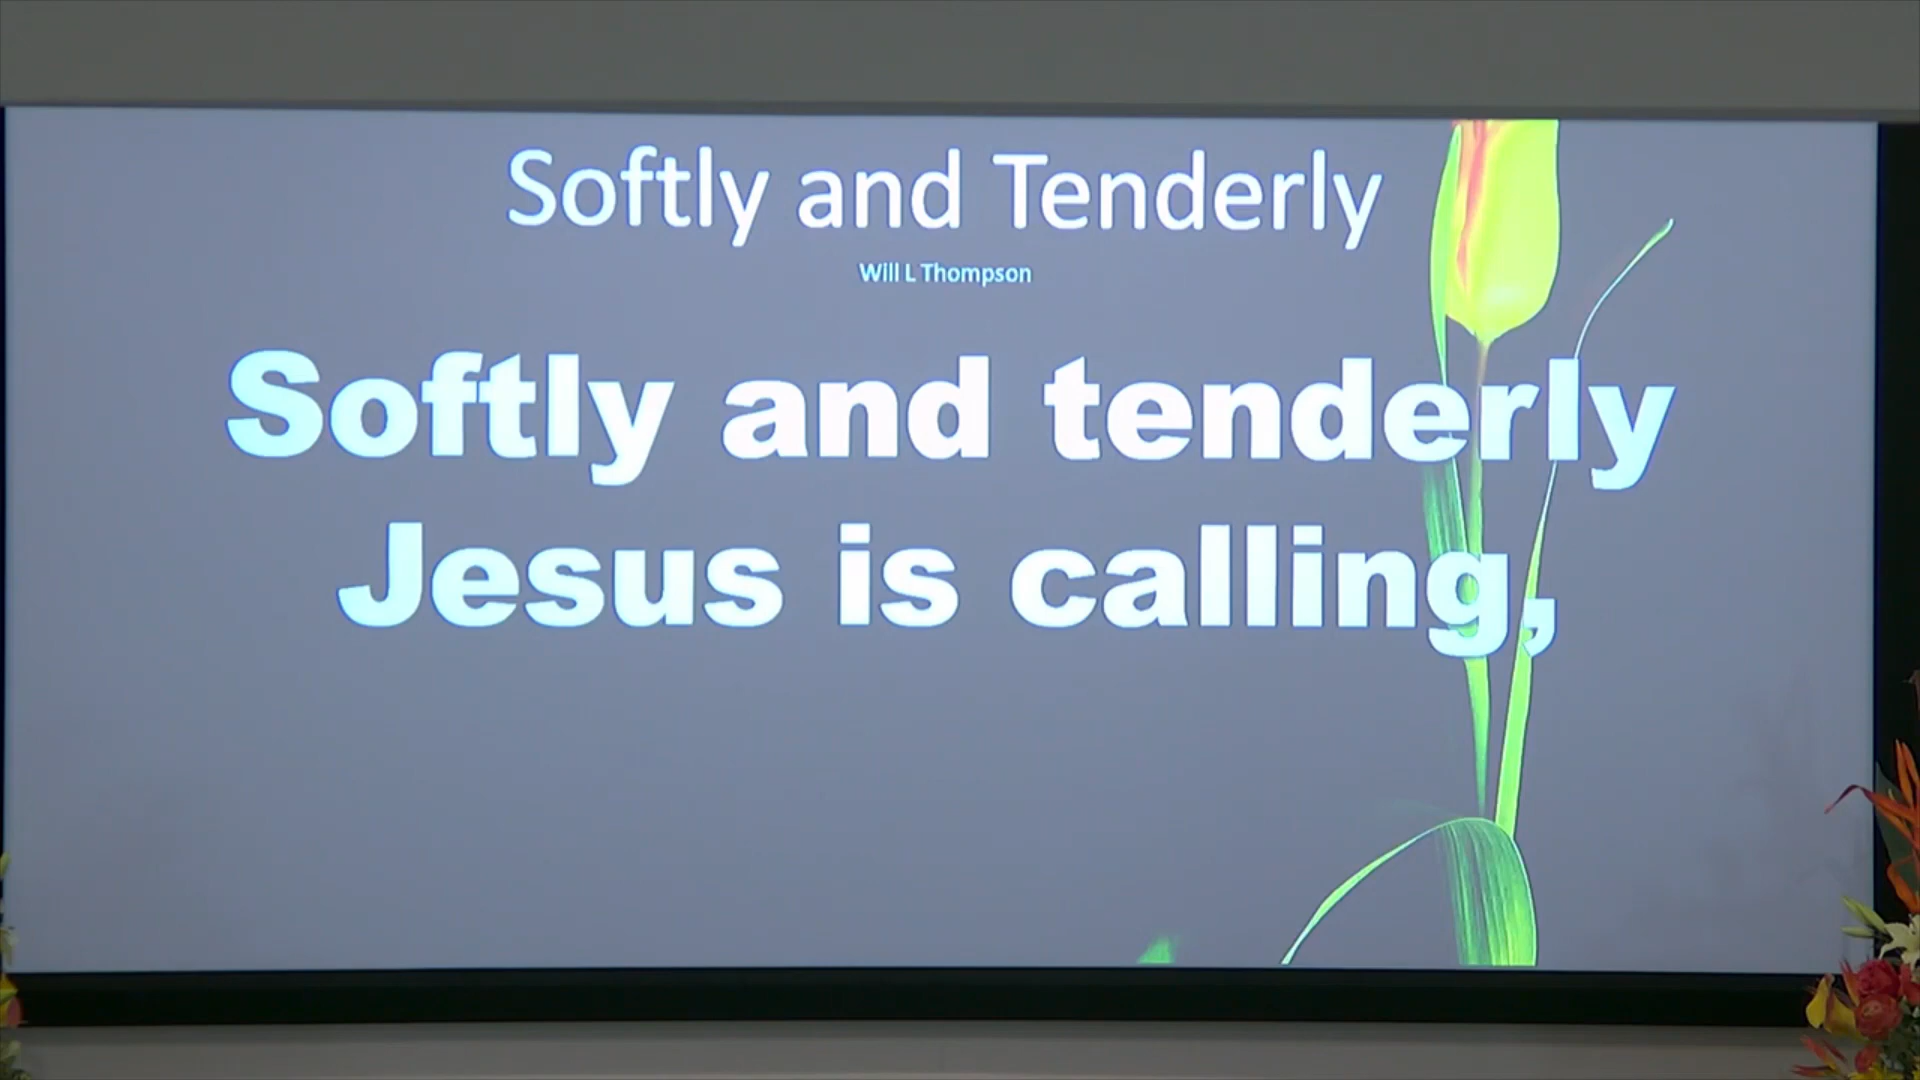 Softly and Tenderly
Will L Thompson
Softly and tenderly
Jesus is calling,